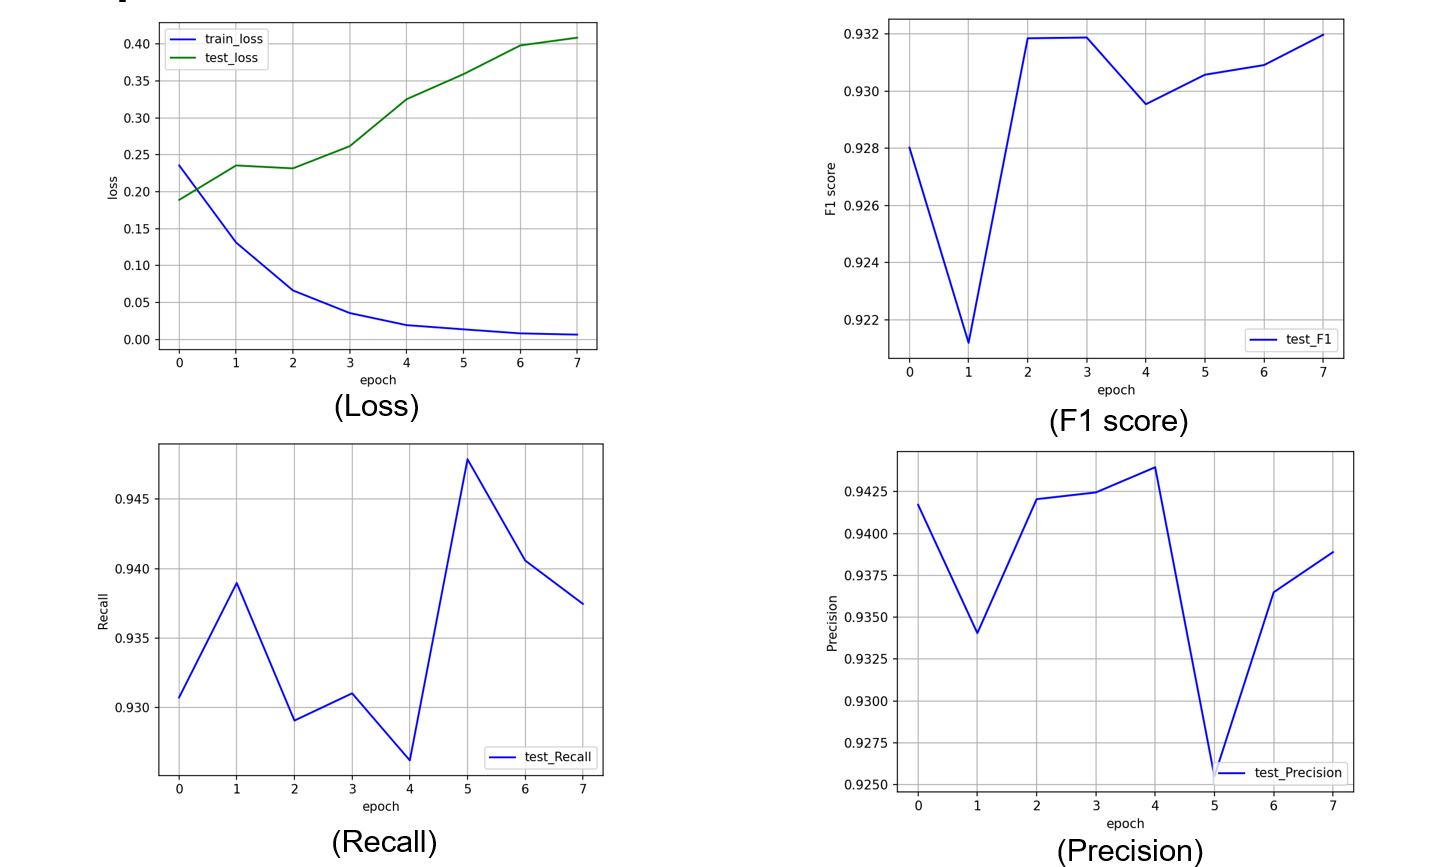 train_loss
test_loss
0.40
0.35
0.30
0.25
0.20
0.15
0.10
0.05
0.00
loss
0 1 2 3 4 5 6 7
epoch
(Loss)
0.932
0.930
0.928
0.926
0.924
0.922
F1 score
test_F1
0 1 2 3 4 5 6 7
epoch
(F1 score)
0.945
0.940
0.935
0.930
Recall
test_Recall
0 1 2 3 4 5 6 7
epoch
(Recall)
0.9425
0.9400
0.9375
0.9350
0.9325
0.9300
0.9275
0.9250
Precision
test_Precision
0 1 2 3 4 5 6 7
epoch
(Precision)